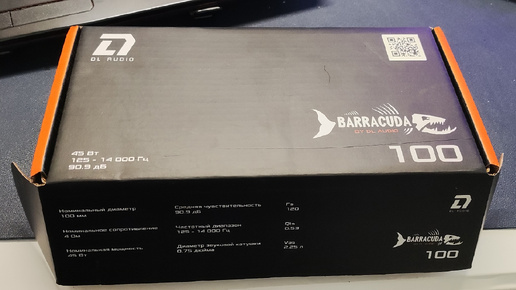 DL AUDIO
BARRACUDA
BY DL AUDIO
100
45 Вт
125 - 14 000 Гц
90.9 дБ
Номинальный диаметр
100 мм
Номинальное сопротивление
4 Ом
Номинальная мощность
45 Вт
Средняя чувствительность
90.9 дБ
Частотный диапазон
125 - 14 000 Гц
Диаметр звуковой катушки
0.75 дюйма
Fs
120
Qts
0.53
Vas
2.25 л
DL AUDIO
BARRACUDA
100